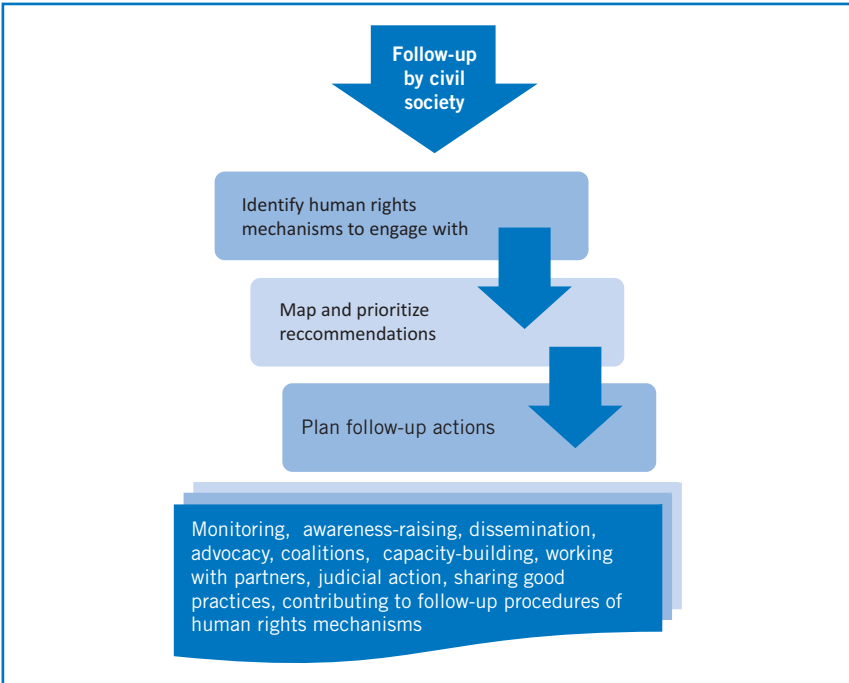 Follow-up
by civil
society
Identify human rights
mechanisms to engage with
Map and prioritize
reccommendations
Plan follow-up actions
Monitoring, awareness-raising, dissemination,
advocacy, coalitions, capacity-building, working
with partners, judicial action, sharing good
practices, contributing to follow-up procedures of
human rights mechanisms